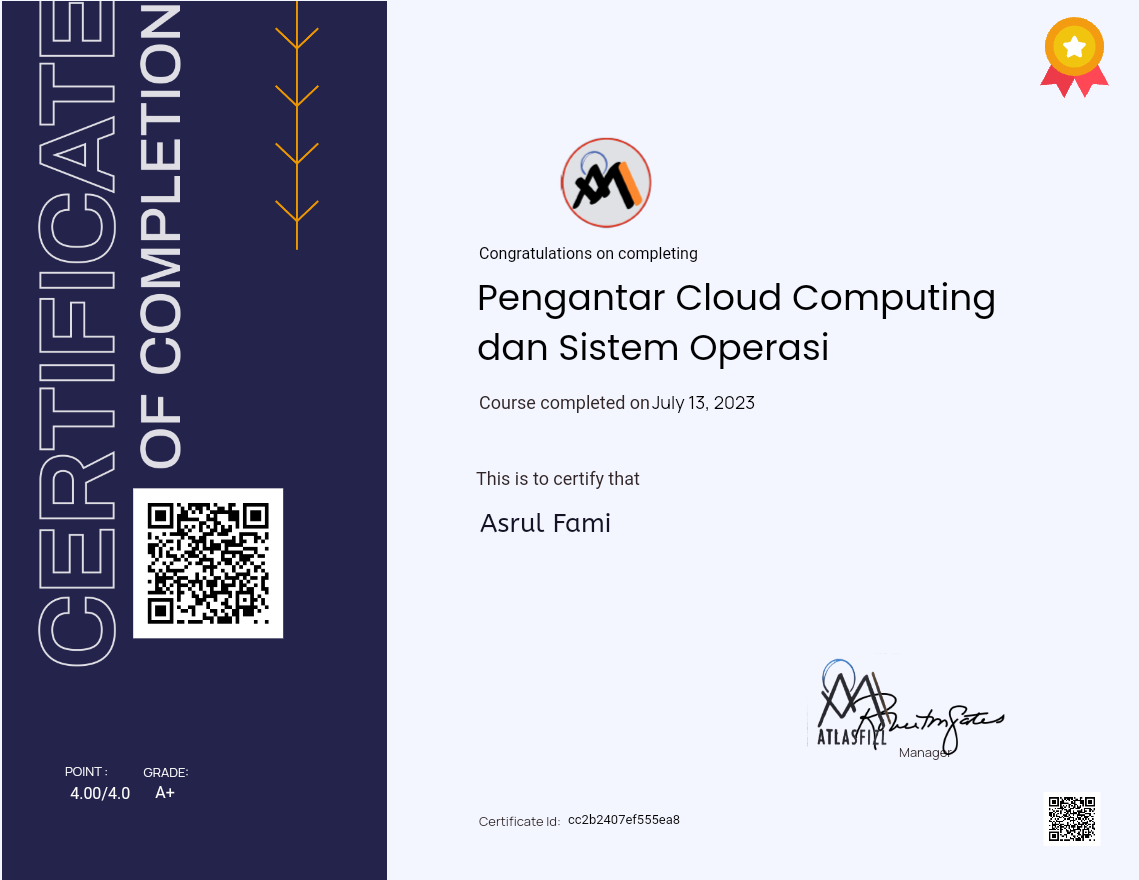 CERTIFICATE
OF COMPLETION
Congratulations on completing
Pengantar Cloud Computing
dan Sistem Operasi
Course completed on July 13, 2023
This is to certify that
Asrul Fami
ATLASFIZZ
Manager
POINT :
GRADE:
4.00/4.0
A+
Certificate Id: cc2b2407ef555ea8